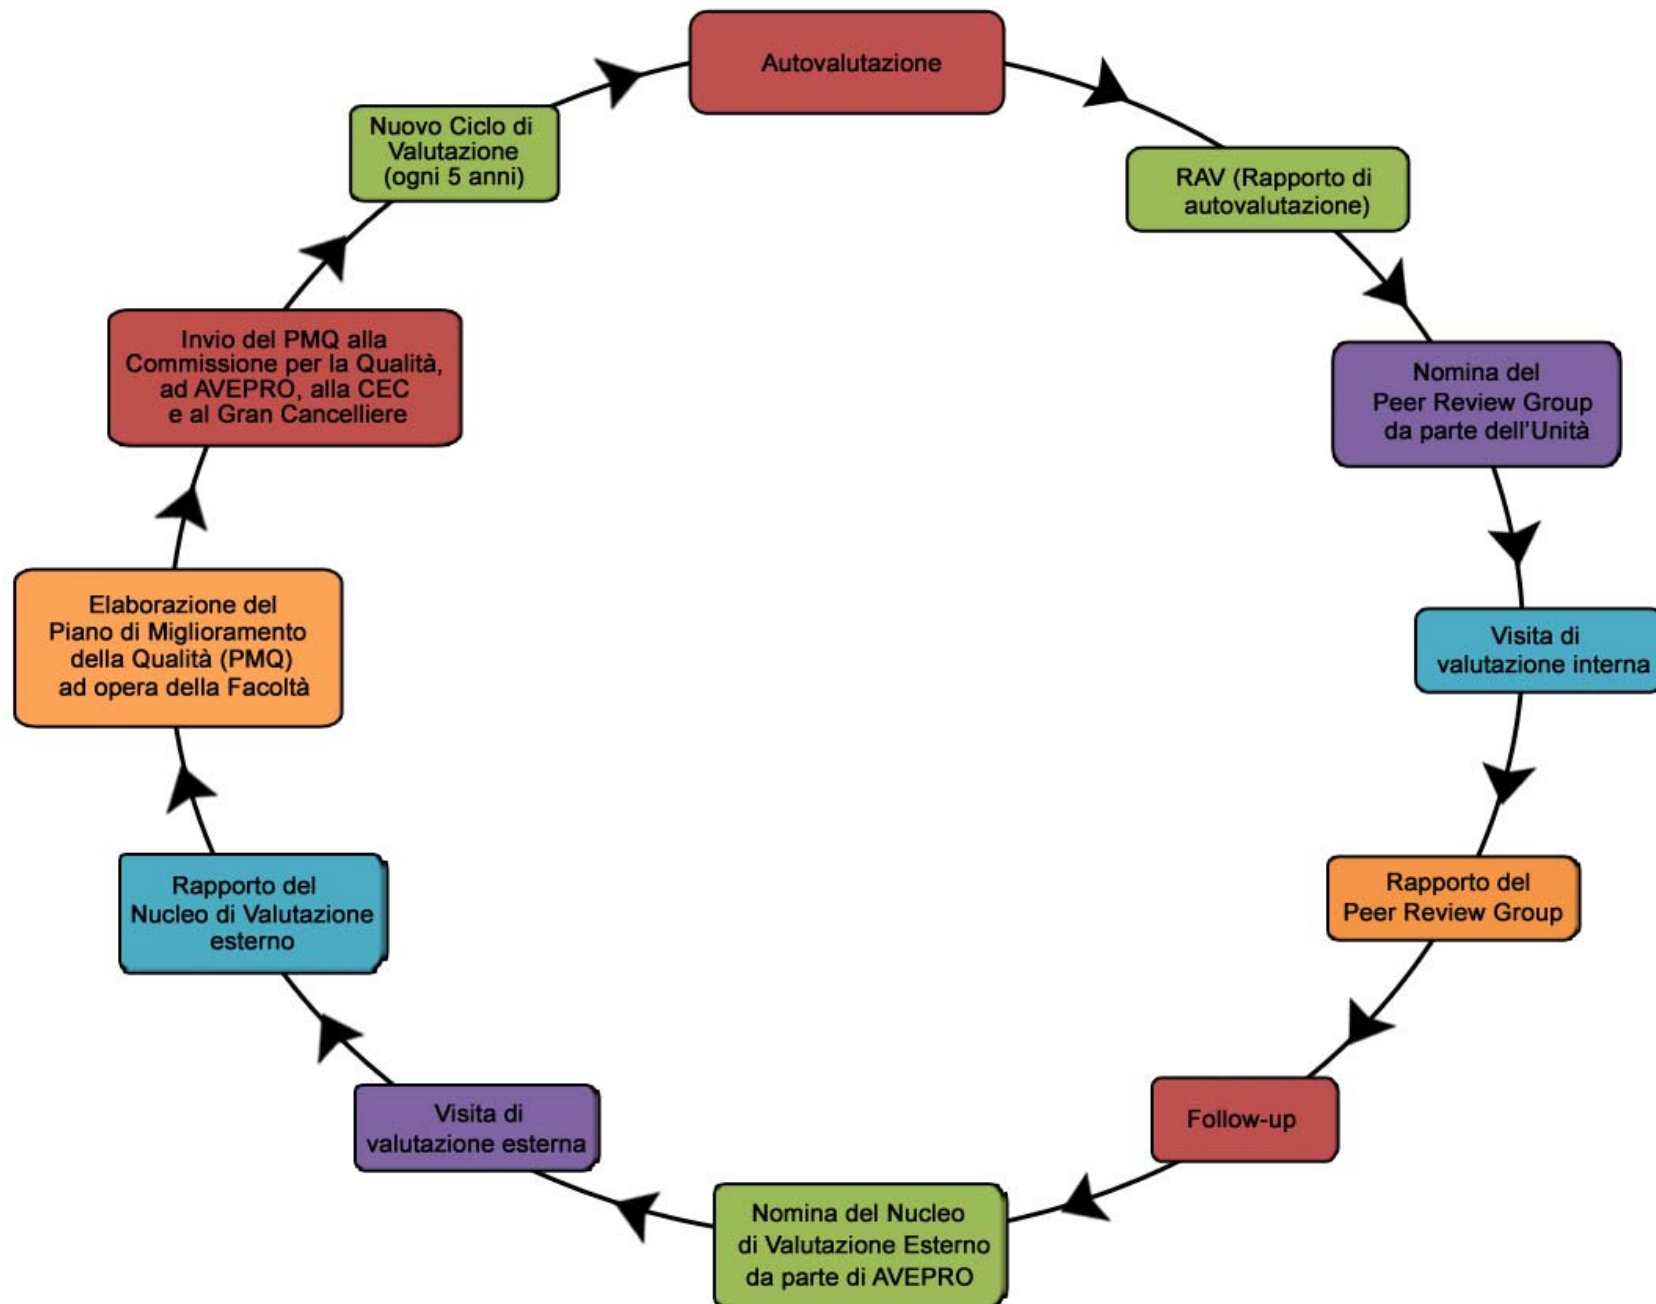 Autovalutazione
RAV (Rapporto di
autovalutazione)
Nomina del
Peer Review Group
da parte dell'Unità
Visita di
valutazione interna
Rapporto del
Peer Review Group
Follow-up
Nomina del Nucleo
di Valutazione Esterno
da parte di AVEPRO
Visita di
valutazione esterna
Rapporto del
Nucleo di Valutazione
esterno
Elaborazione del
Piano di Miglioramento
della Qualità (PMQ)
ad opera della Facoltà
Invio del PMQ alla
Commissione per la Qualità,
ad AVEPRO, alla CEC
e al Gran Cancelliere
Nuovo Ciclo di
Valutazione
(ogni 5 anni)